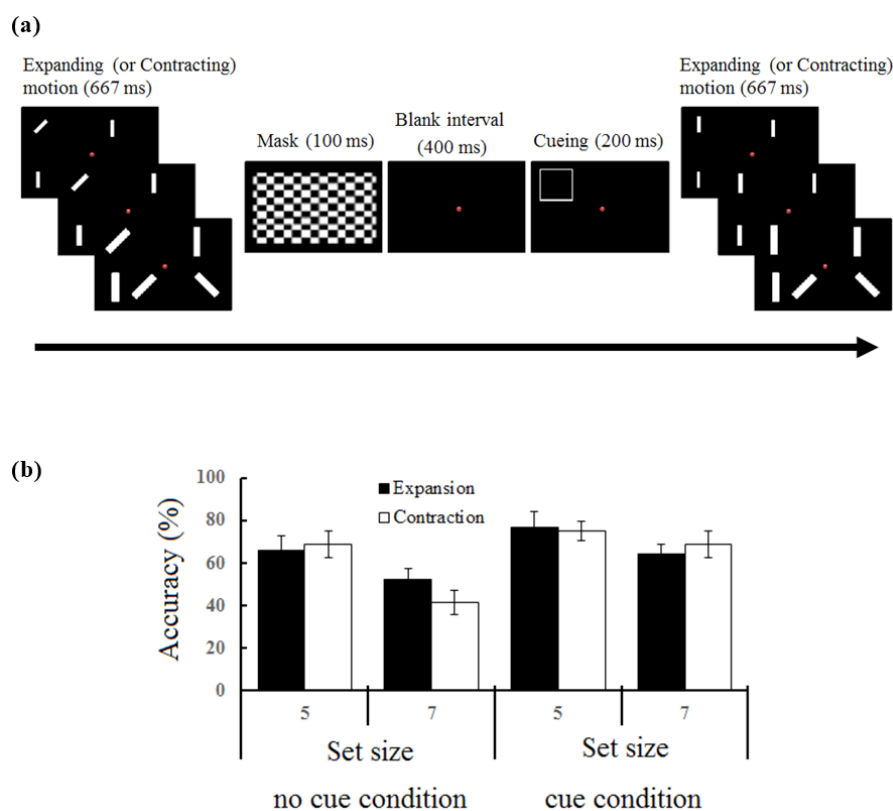 (a)
Expanding (or Contracting)
motion (667 ms)
Mask (100 ms)
Blank interval
(400 ms)
Cueing (200 ms)
Expanding (or Contracting)
motion (667 ms)
(b)
Accuracy (%)
100
80
60
40
20
0
Expansion
Contraction
5
7
5
7
Set size
Set size
no cue condition
cue condition